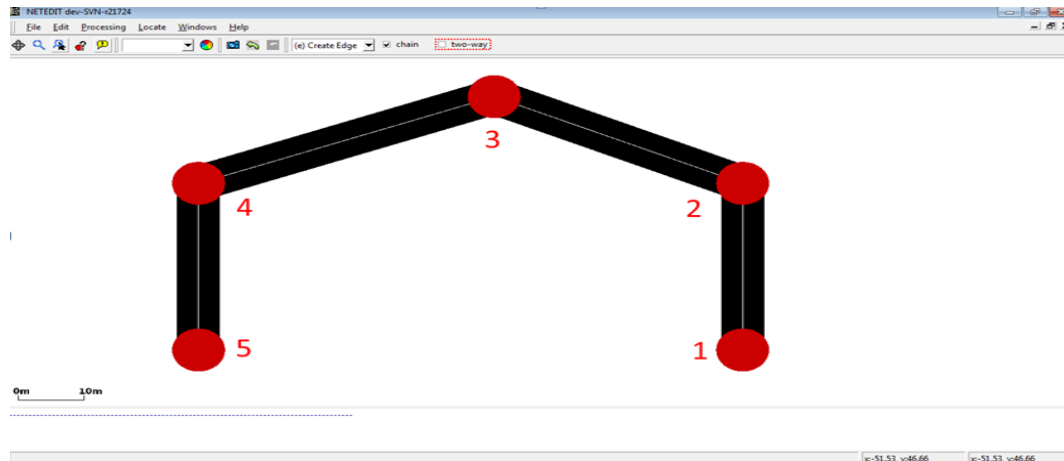 NETEDIT dev-SVN-r21724
File Edit Processing Locate Windows Help
(e) Create Edge chain two-way
3
4
2
5
1
0m 10m
x:-51.53, y:46.66 x:-51.53, y:46.66